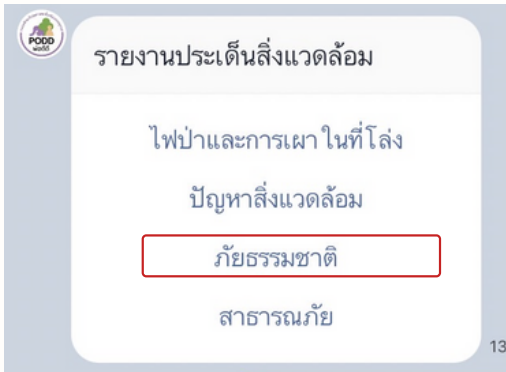 PODD
ผ่อดีดี
รายงานประเด็นสิ่งแวดล้อม
ไฟป่าและการเผาในที่โล่ง
ปัญหาสิ่งแวดล้อม
ภัยธรรมชาติ
สาธารณภัย
13